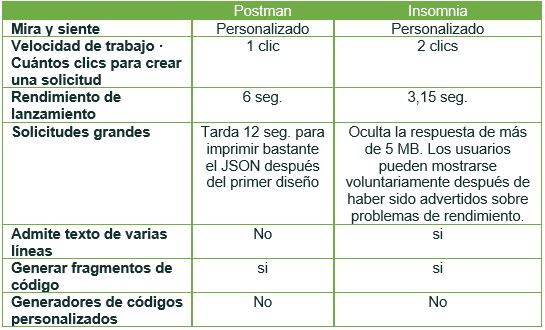 Postman Insomnia
Mira y siente Personalizado Personalizado
Velocidad de trabajo · 1 clic 2 clics
Cuántos clics para crear
una solicitud
Rendimiento de 6 seg. 3,15 seg.
lanzamiento
Solicitudes grandes Tarda 12 seg. para Oculta la respuesta de más
imprimir bastante de 5 MB. Los usuarios
el JSON después pueden mostrarse
del primer diseño voluntariamente después de
haber sido advertidos sobre
problemas de rendimiento.
Admite texto de varias No si
líneas
Generar fragmentos de si si
código
Generadores de códigos No No
personalizados